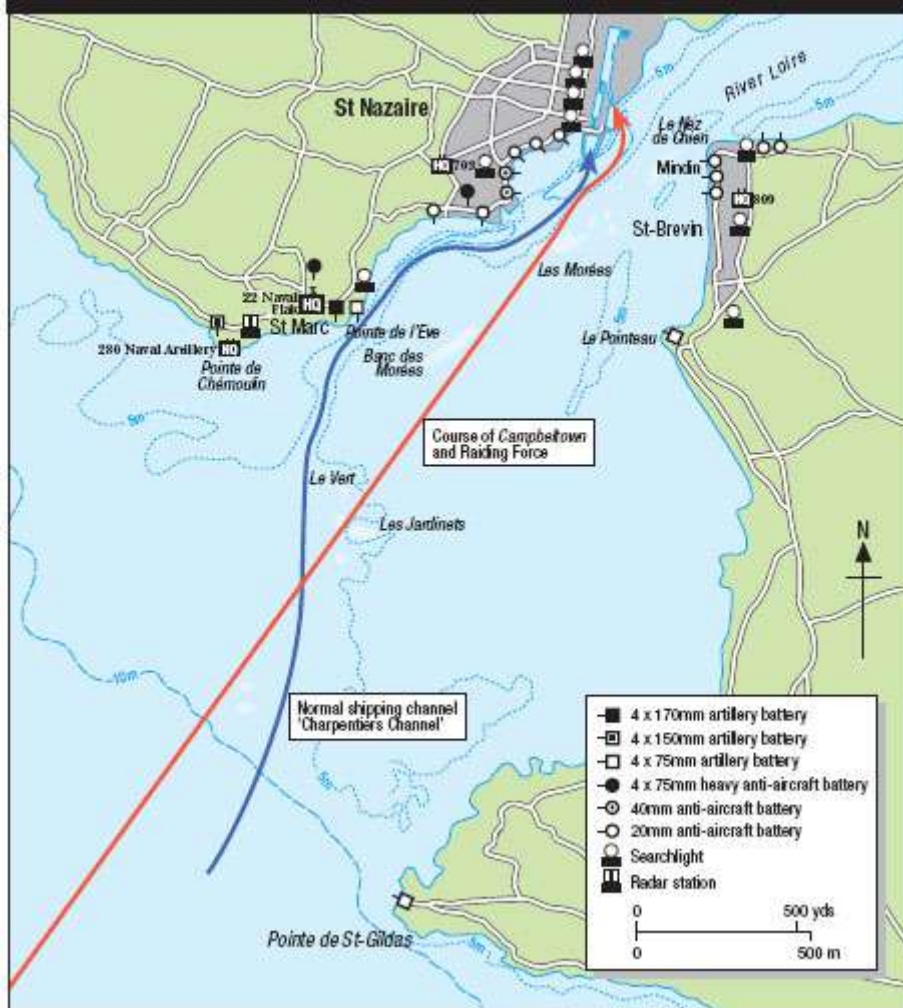 River Loire
5m
5m
St Nazaire
Le Nez
de Chien
HQ 703
Mindin
HQ 809
St-Brevin
Les Morées
22 Naval
Flak
HQ
St Marc
Pointe de l'Eve
Le Pointeau
280 Naval Artillery HQ
Pointe de
Chémoulin
Banc des
Morées
5m
Course of Campbeltown
and Raiding Force
Le Vert
Les Jardinets
N
10m
Normal shipping channel
'Charpentiers Channel'
5m
4 x 170mm artillery battery
4 x 150mm artillery battery
4 x 75mm artillery battery
4 x 75mm heavy anti-aircraft battery
40mm anti-aircraft battery
20mm anti-aircraft battery
Searchlight
Radar station
0 500 yds
0 500 m
Pointe de St-Gildas
5m